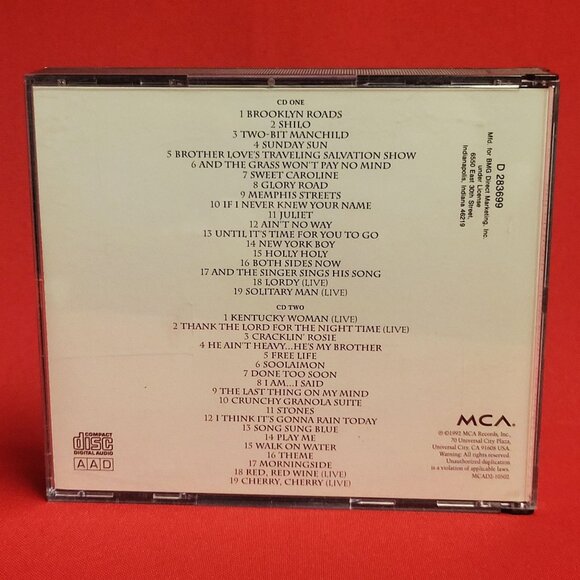 CD ONE
1 BROOKLYN ROADS
2 SHILO
3 TWO-BIT MANCHILD
4 SUNDAY SUN
5 BROTHER LOVE'S TRAVELING SALVATION SHOW
6 AND THE GRASS WON'T PAY NO MIND
7 SWEET CAROLINE
8 GLORY ROAD
9 MEMPHIS STREETS
10 IF I NEVER KNEW YOUR NAME
11 JULIET
12 AIN'T NO WAY
13 UNTIL IT'S TIME FOR YOU TO GO
14 NEW YORK BOY
15 HOLLY HOLY
16 BOTH SIDES NOW
17 AND THE SINGER SINGS HIS SONG
18 LORDY (LIVE)
19 SOLITARY MAN (LIVE)
CD TWO
1 KENTUCKY WOMAN (LIVE)
2 THANK THE LORD FOR THE NIGHT TIME (LIVE)
3 CRACKLIN' ROSIE
4 HE AIN'T HEAVY...HE'S MY BROTHER
5 FREE LIFE
6 SOOLAIMON
7 DONE TOO SOON
8 I AM...I SAID
9 THE LAST THING ON MY MIND
10 CRUNCHY GRANOLA SUITE
11 STONES
12 I THINK IT'S GONNA RAIN TODAY
13 SONG SUNG BLUE
14 PLAY ME
15 WALK ON WATER
16 THEME
17 MORNINGSIDE
18 RED, RED WINE (LIVE)
19 CHERRY, CHERRY (LIVE)
D 283699
Mfd. for BMG Direct Marketing, Inc.
under License
6550 East 30th Street,
Indianapolis, Indiana 46219
COMPACT
disc
DIGITAL AUDIO
AAD
MCA.
℗©1992 MCA Records, Inc.,
70 Universal City Plaza,
Universal City, CA 91608 USA
Warning: All rights reserved.
Unauthorized duplication
is a violation of applicable laws.
MCAD2-10502